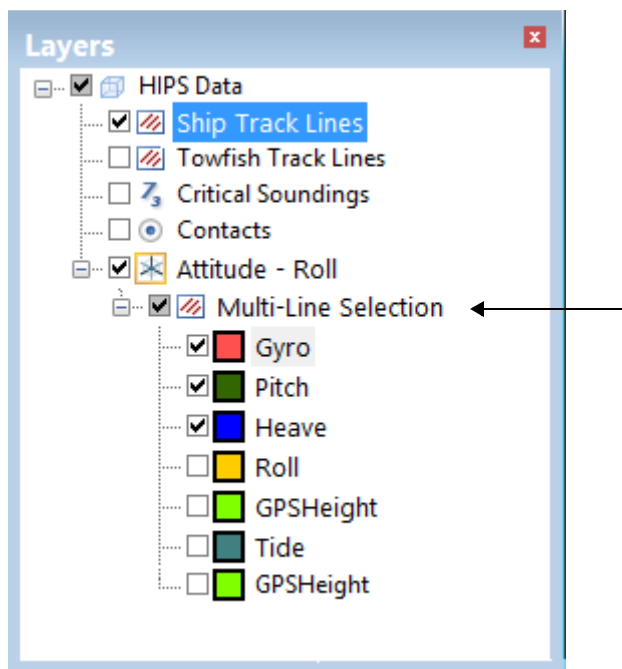 Layers
HIPS Data
Ship Track Lines
Towfish Track Lines
Critical Soundings
Contacts
Attitude - Roll
Multi-Line Selection
Gyro
Pitch
Heave
Roll
GPSHeight
Tide
GPSHeight